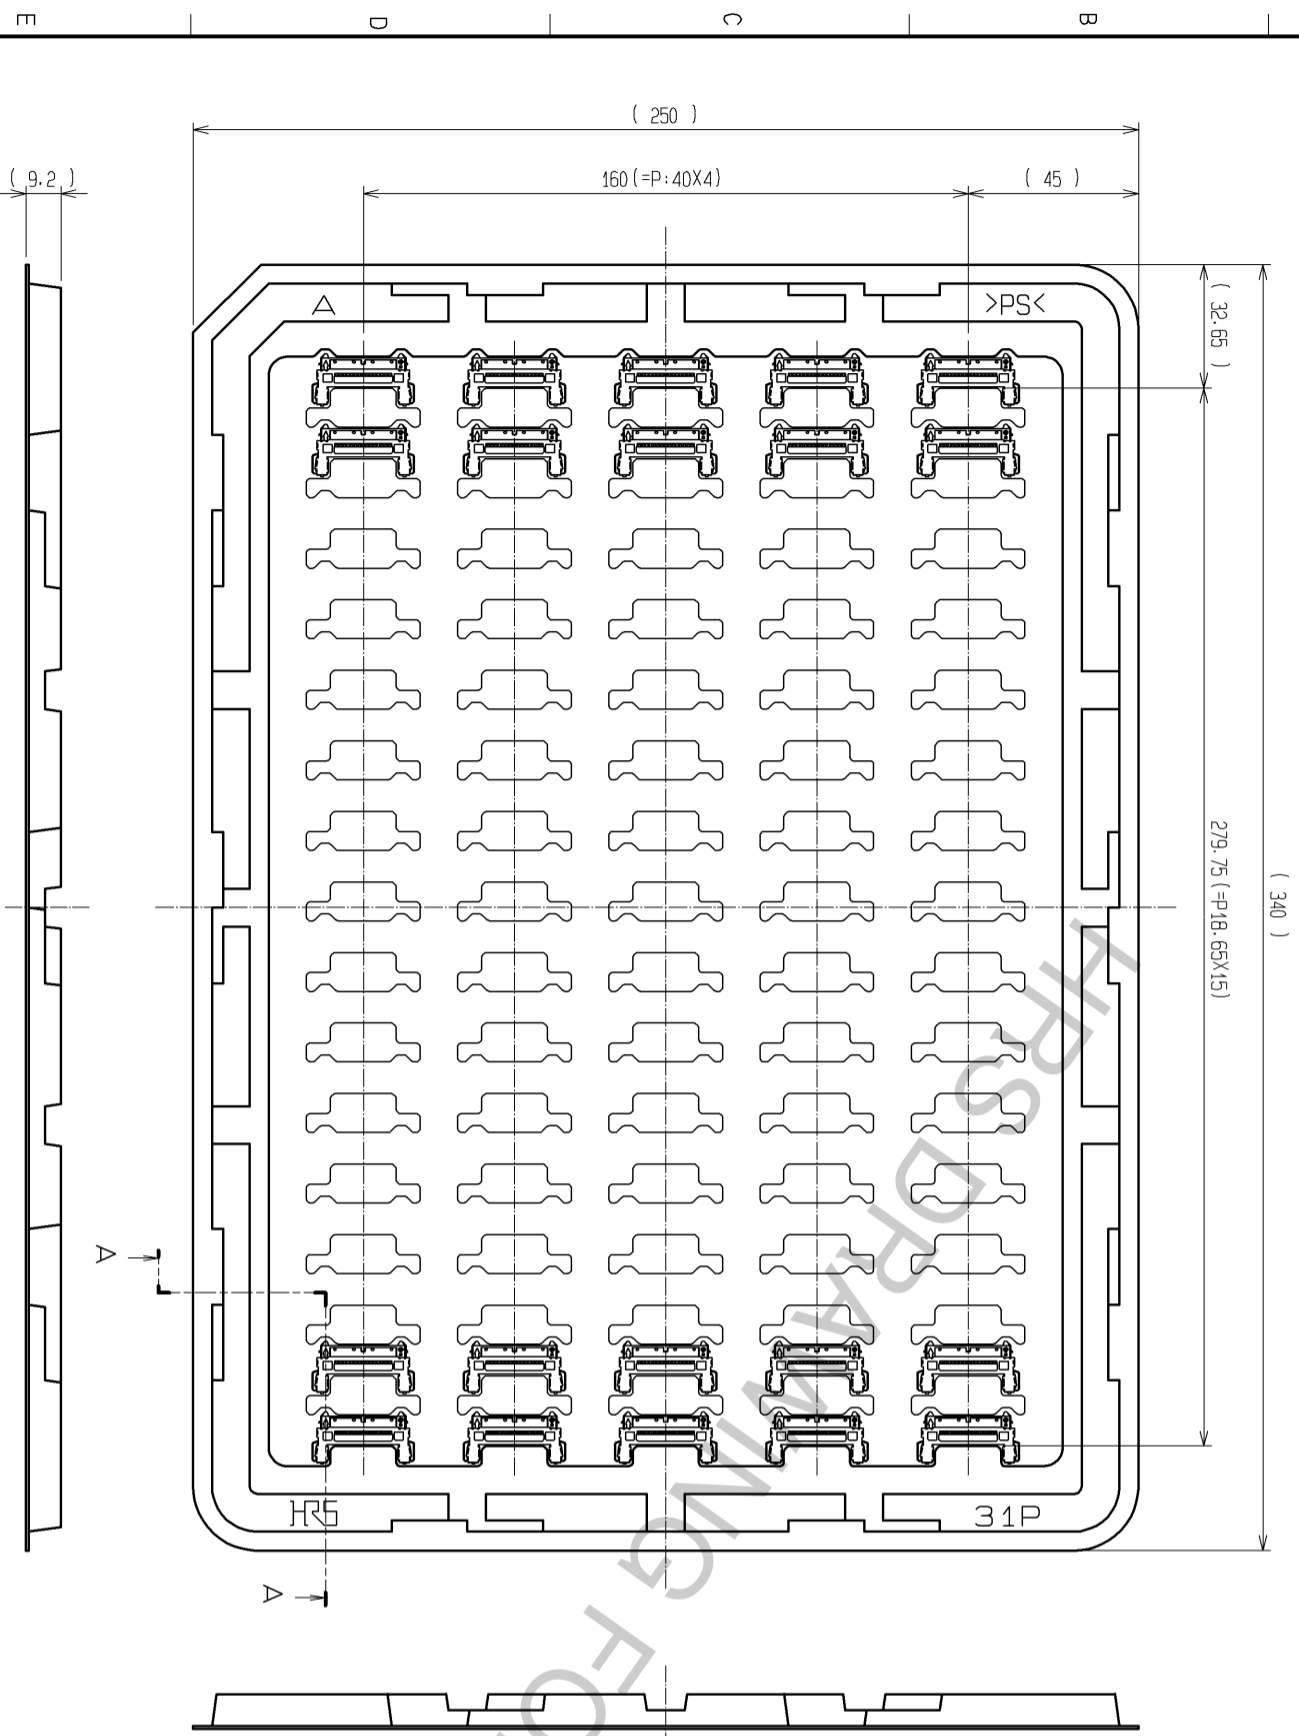 E D C B
( 250 )
( 9.2 )
160(=P:40X4)
( 45 )
A
>PS<
( 32.65 )
279.75(=P18.65X15)
( 340 )
A
HRS
31P
A
HRS DRAWING FO